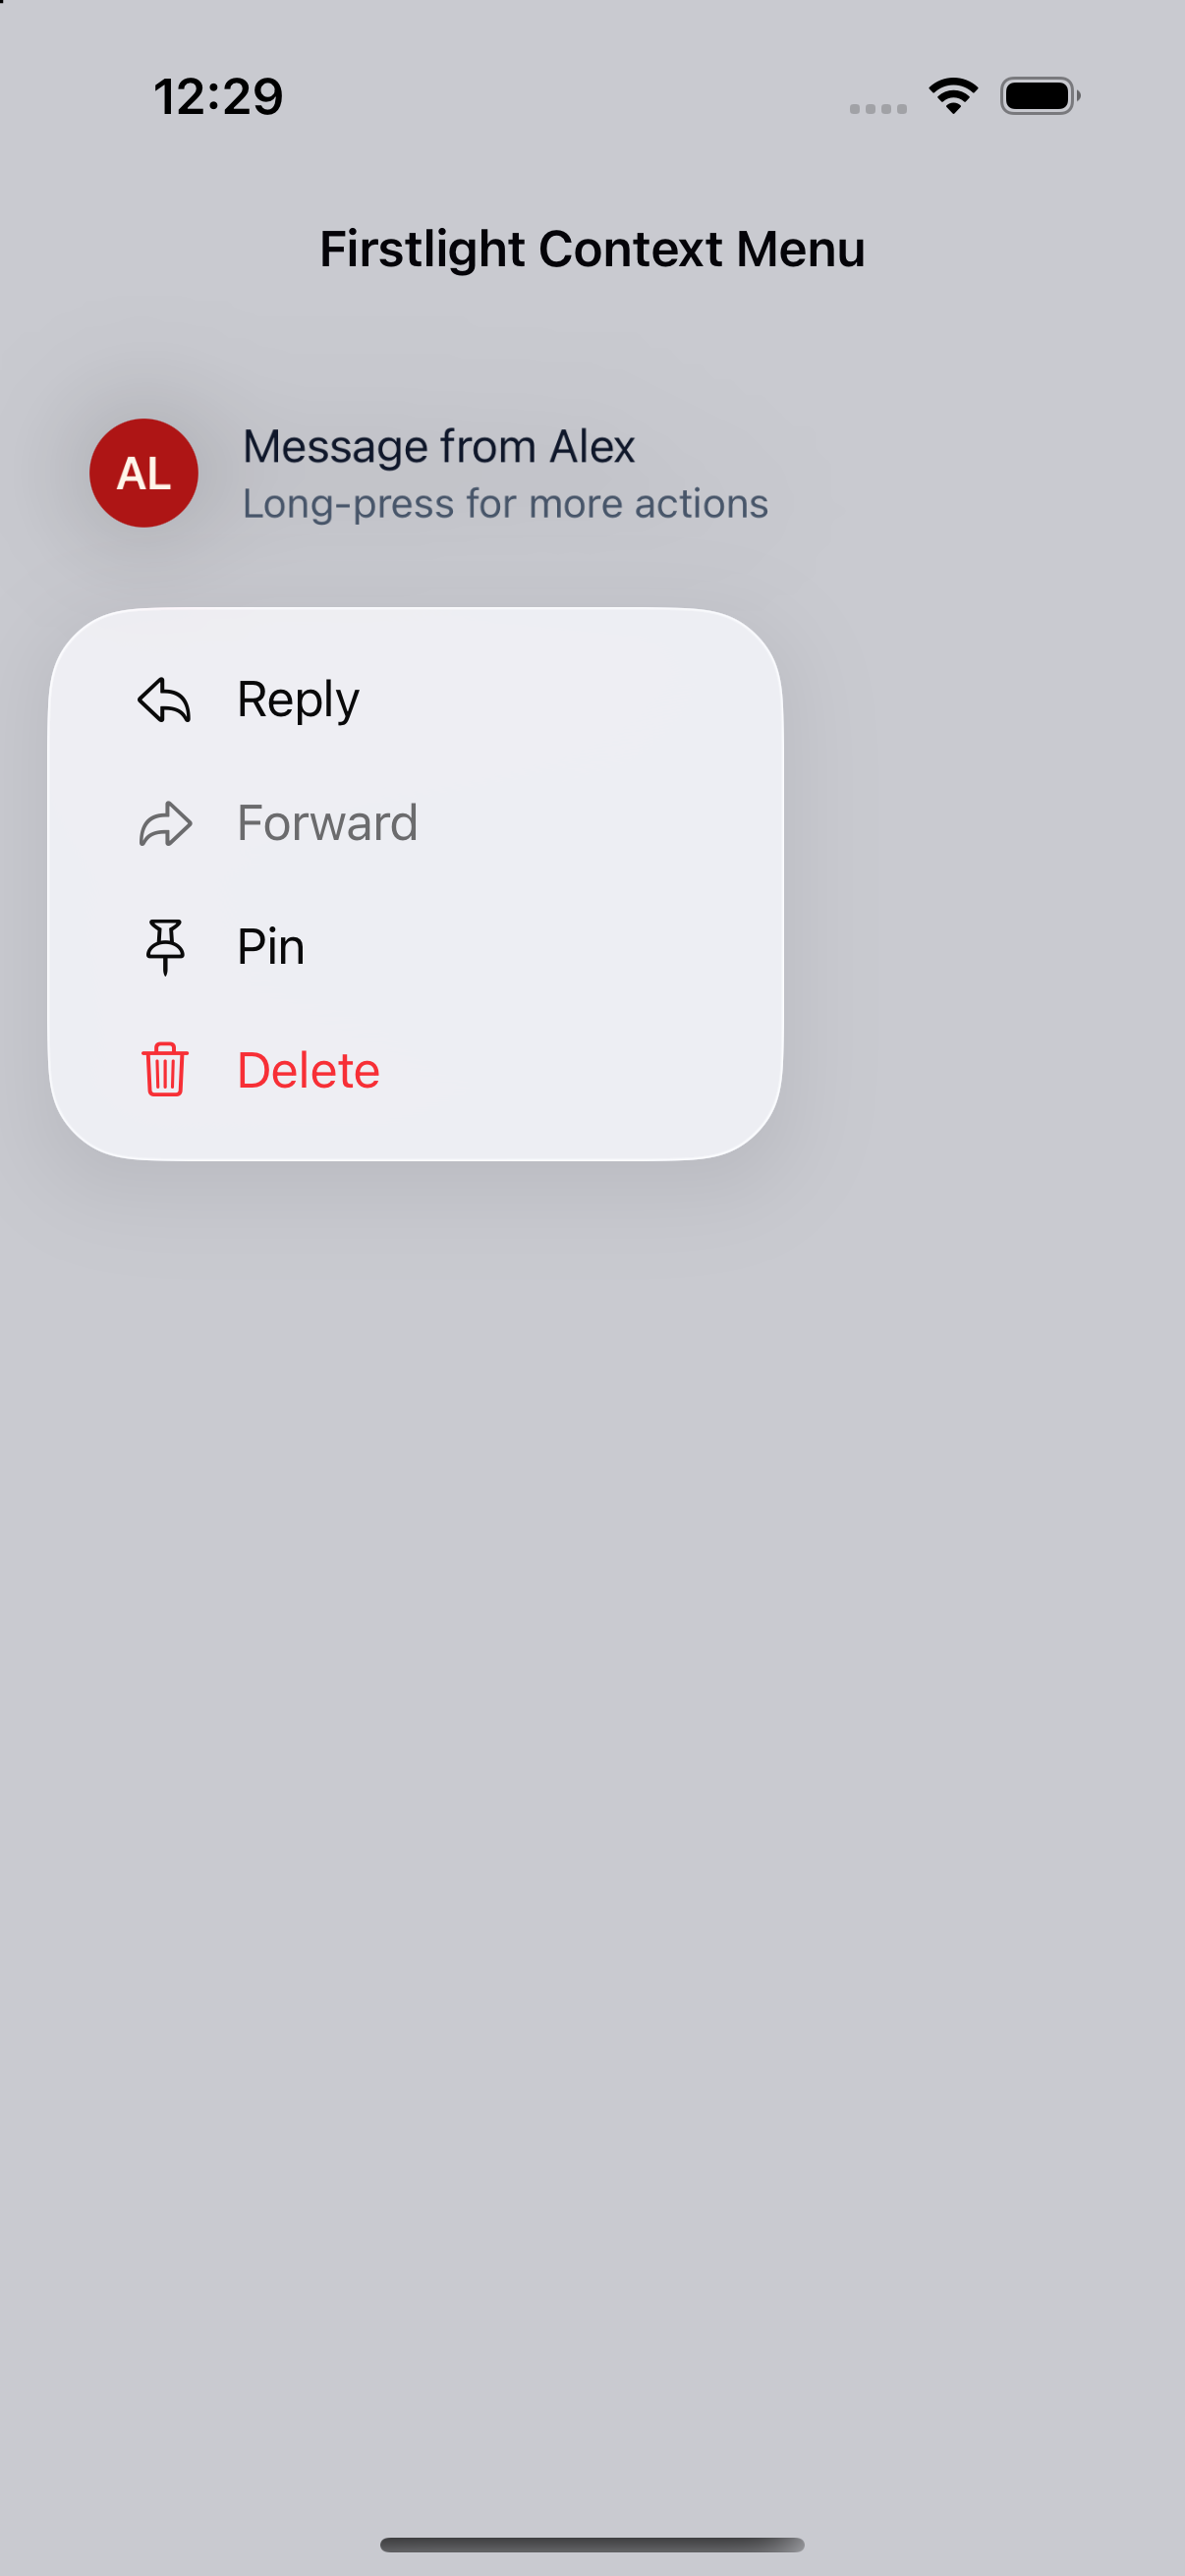 12:29
Firstlight Context Menu
AL
Message from Alex
Long-press for more actions
Reply
Forward
Pin
Delete